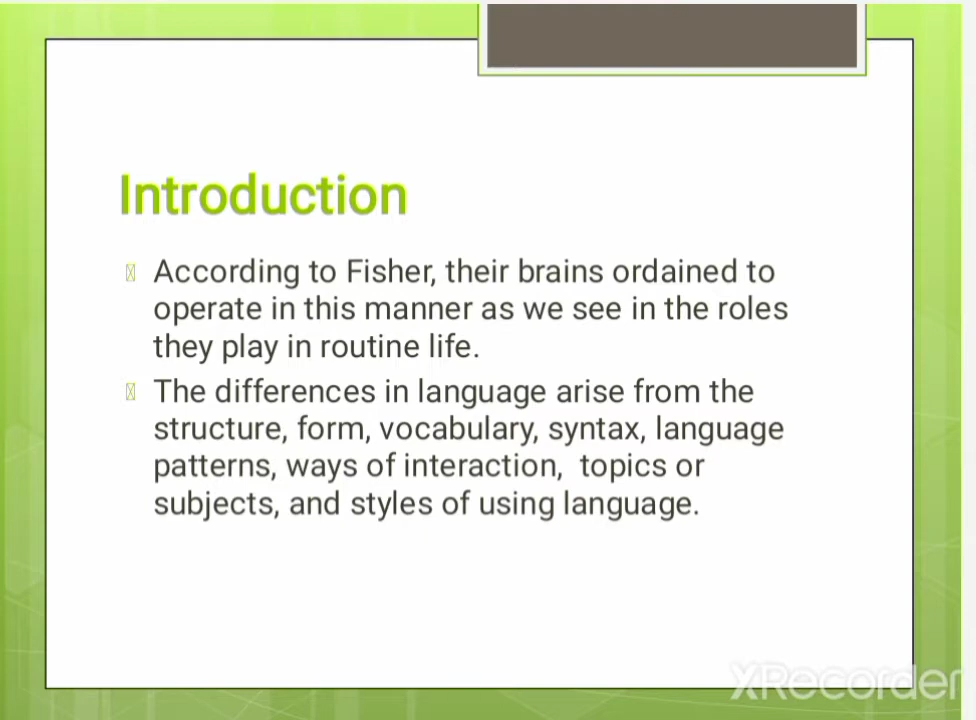 Introduction
According to Fisher, their brains ordained to
operate in this manner as we see in the roles
they play in routine life.
The differences in language arise from the
structure, form, vocabulary, syntax, language
patterns, ways of interaction, topics or
subjects, and styles of using language.
XRecorder